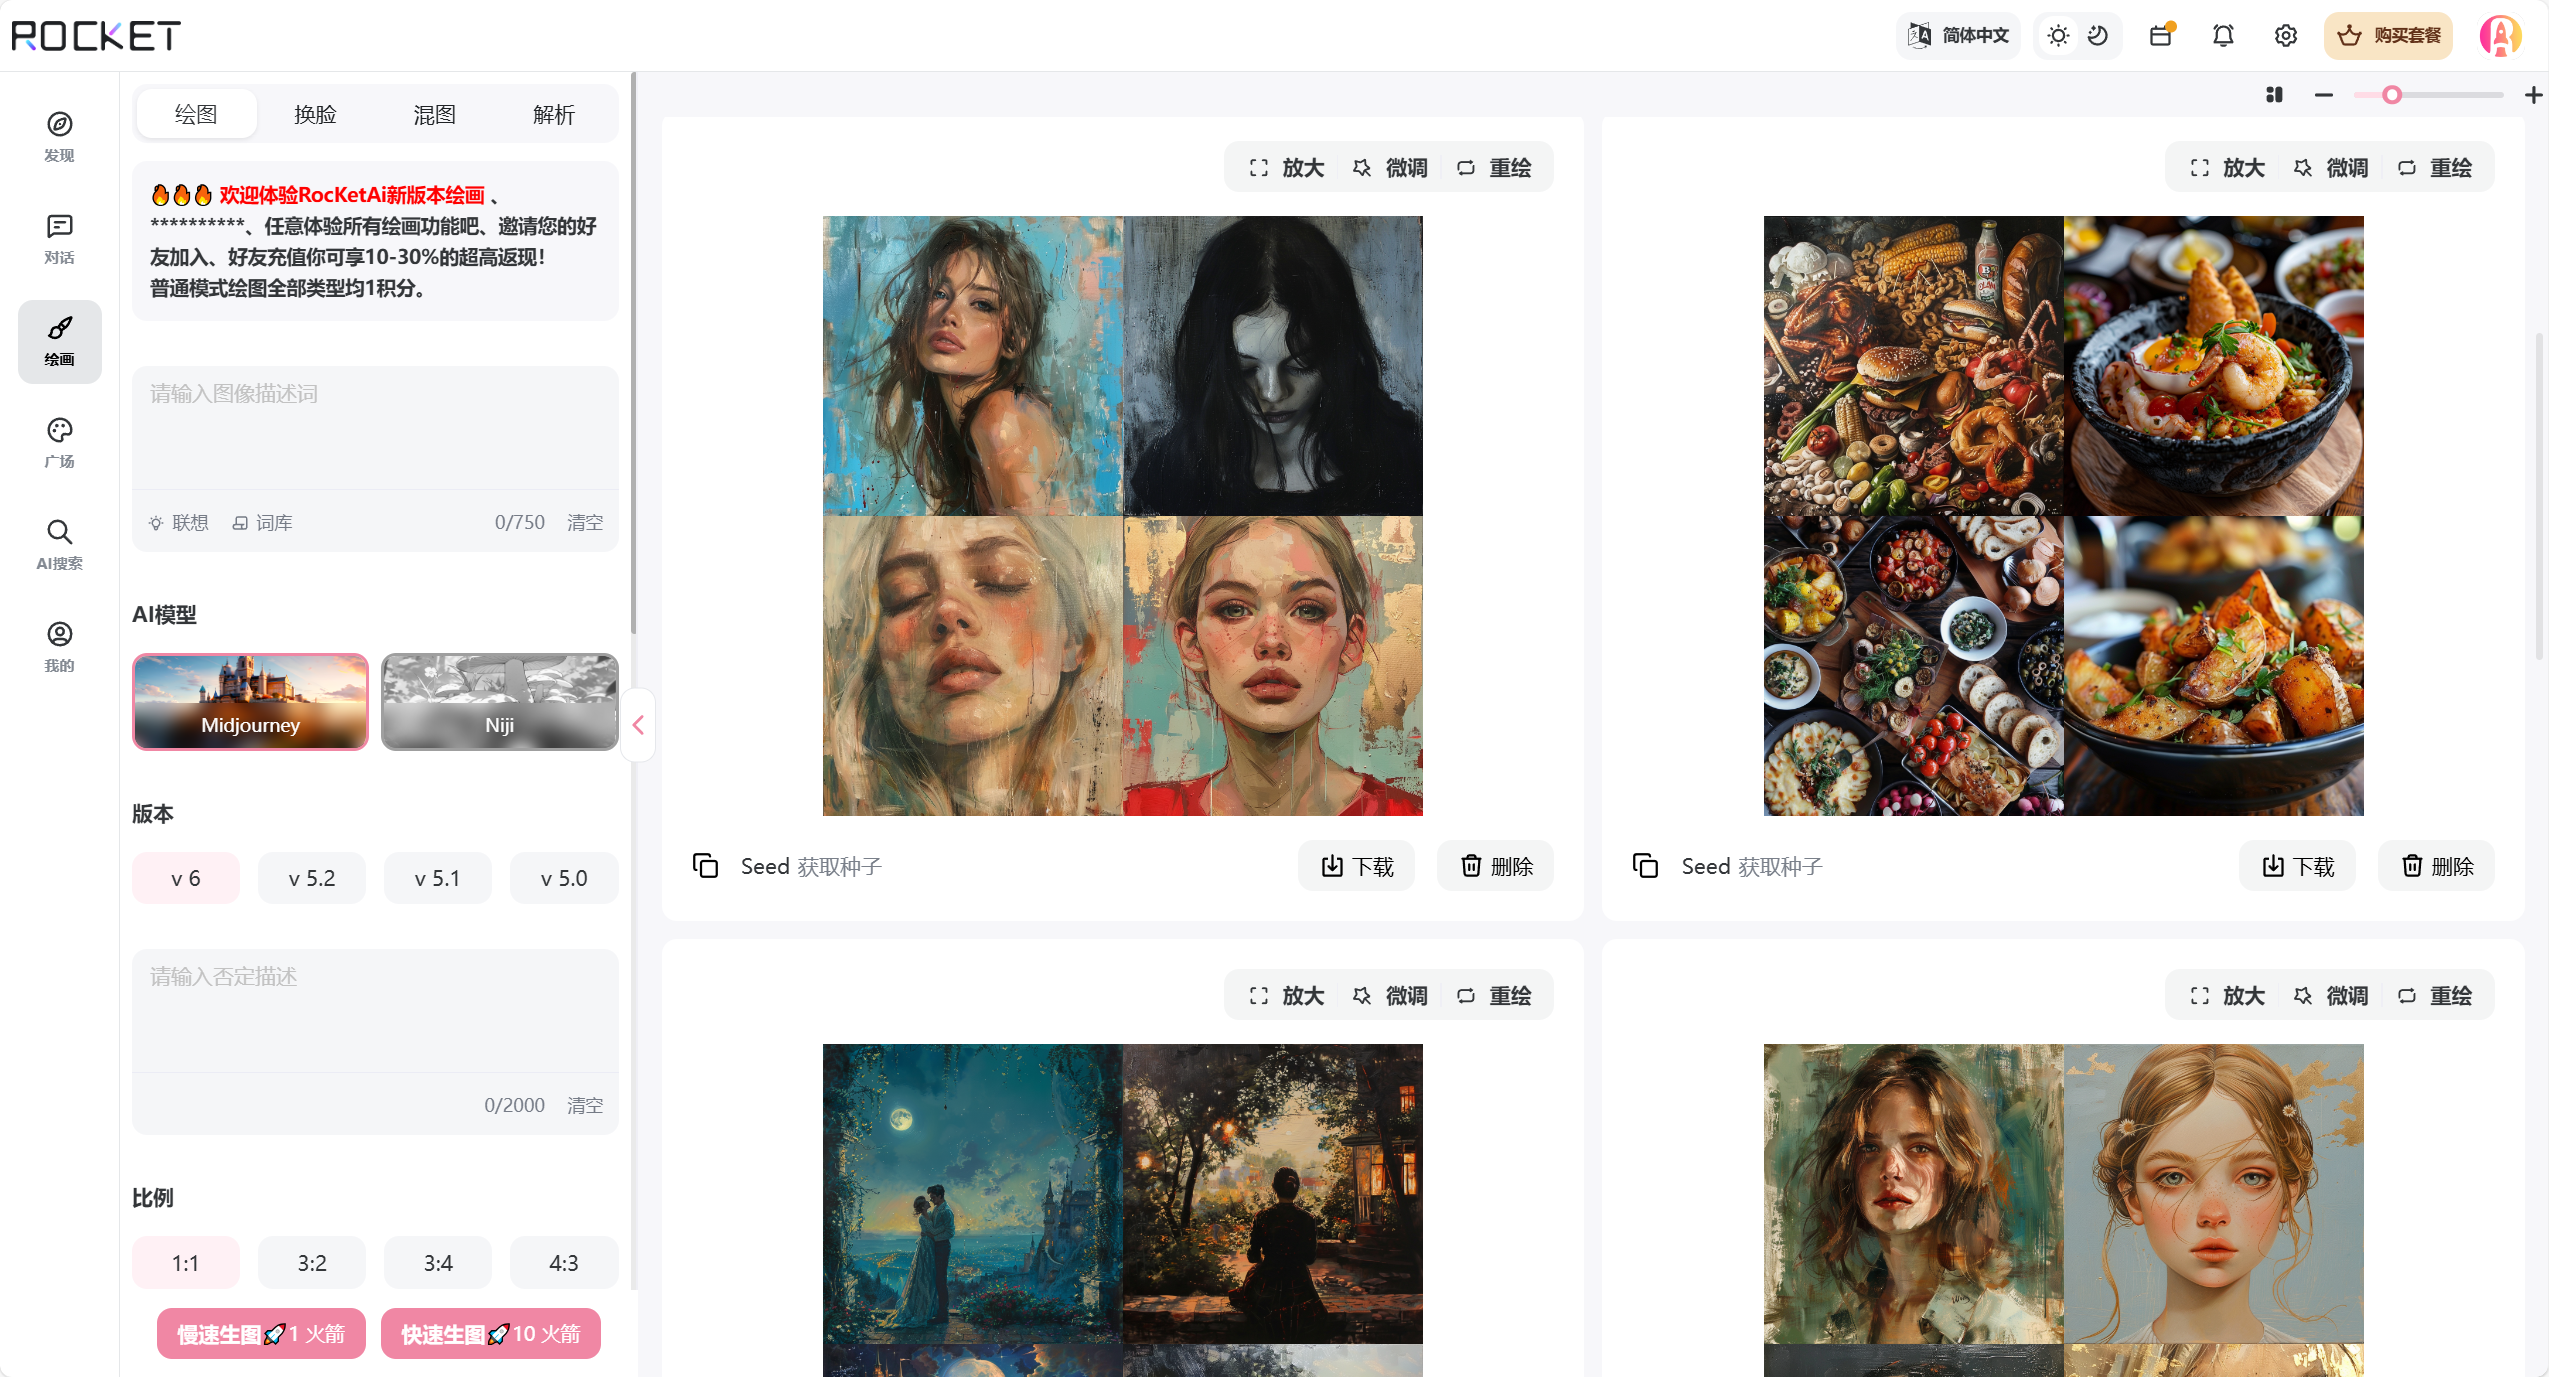 ROCKET
简体中文
购买套餐
发现
对话
绘画
广场
AI搜索
我的
绘图 换脸 混图 解析
🔥🔥🔥 欢迎体验RocKetAi新版本绘画 、
**********、任意体验所有绘画功能吧、邀请您的好
友加入、好友充值你可享10-30%的超高返现！
普通模式绘图全部类型均1积分。
请输入图像描述词
联想 词库 0/750 清空
AI模型
Midjourney Niji
版本
v 6 v 5.2 v 5.1 v 5.0
请输入否定描述
0/2000 清空
比例
1:1 3:2 3:4 4:3
慢速生图🚀1 火箭 快速生图🚀10 火箭
放大 微调 重绘
Seed 获取种子 下载 删除
放大 微调 重绘
Seed 获取种子 下载 删除
放大 微调 重绘
放大 微调 重绘